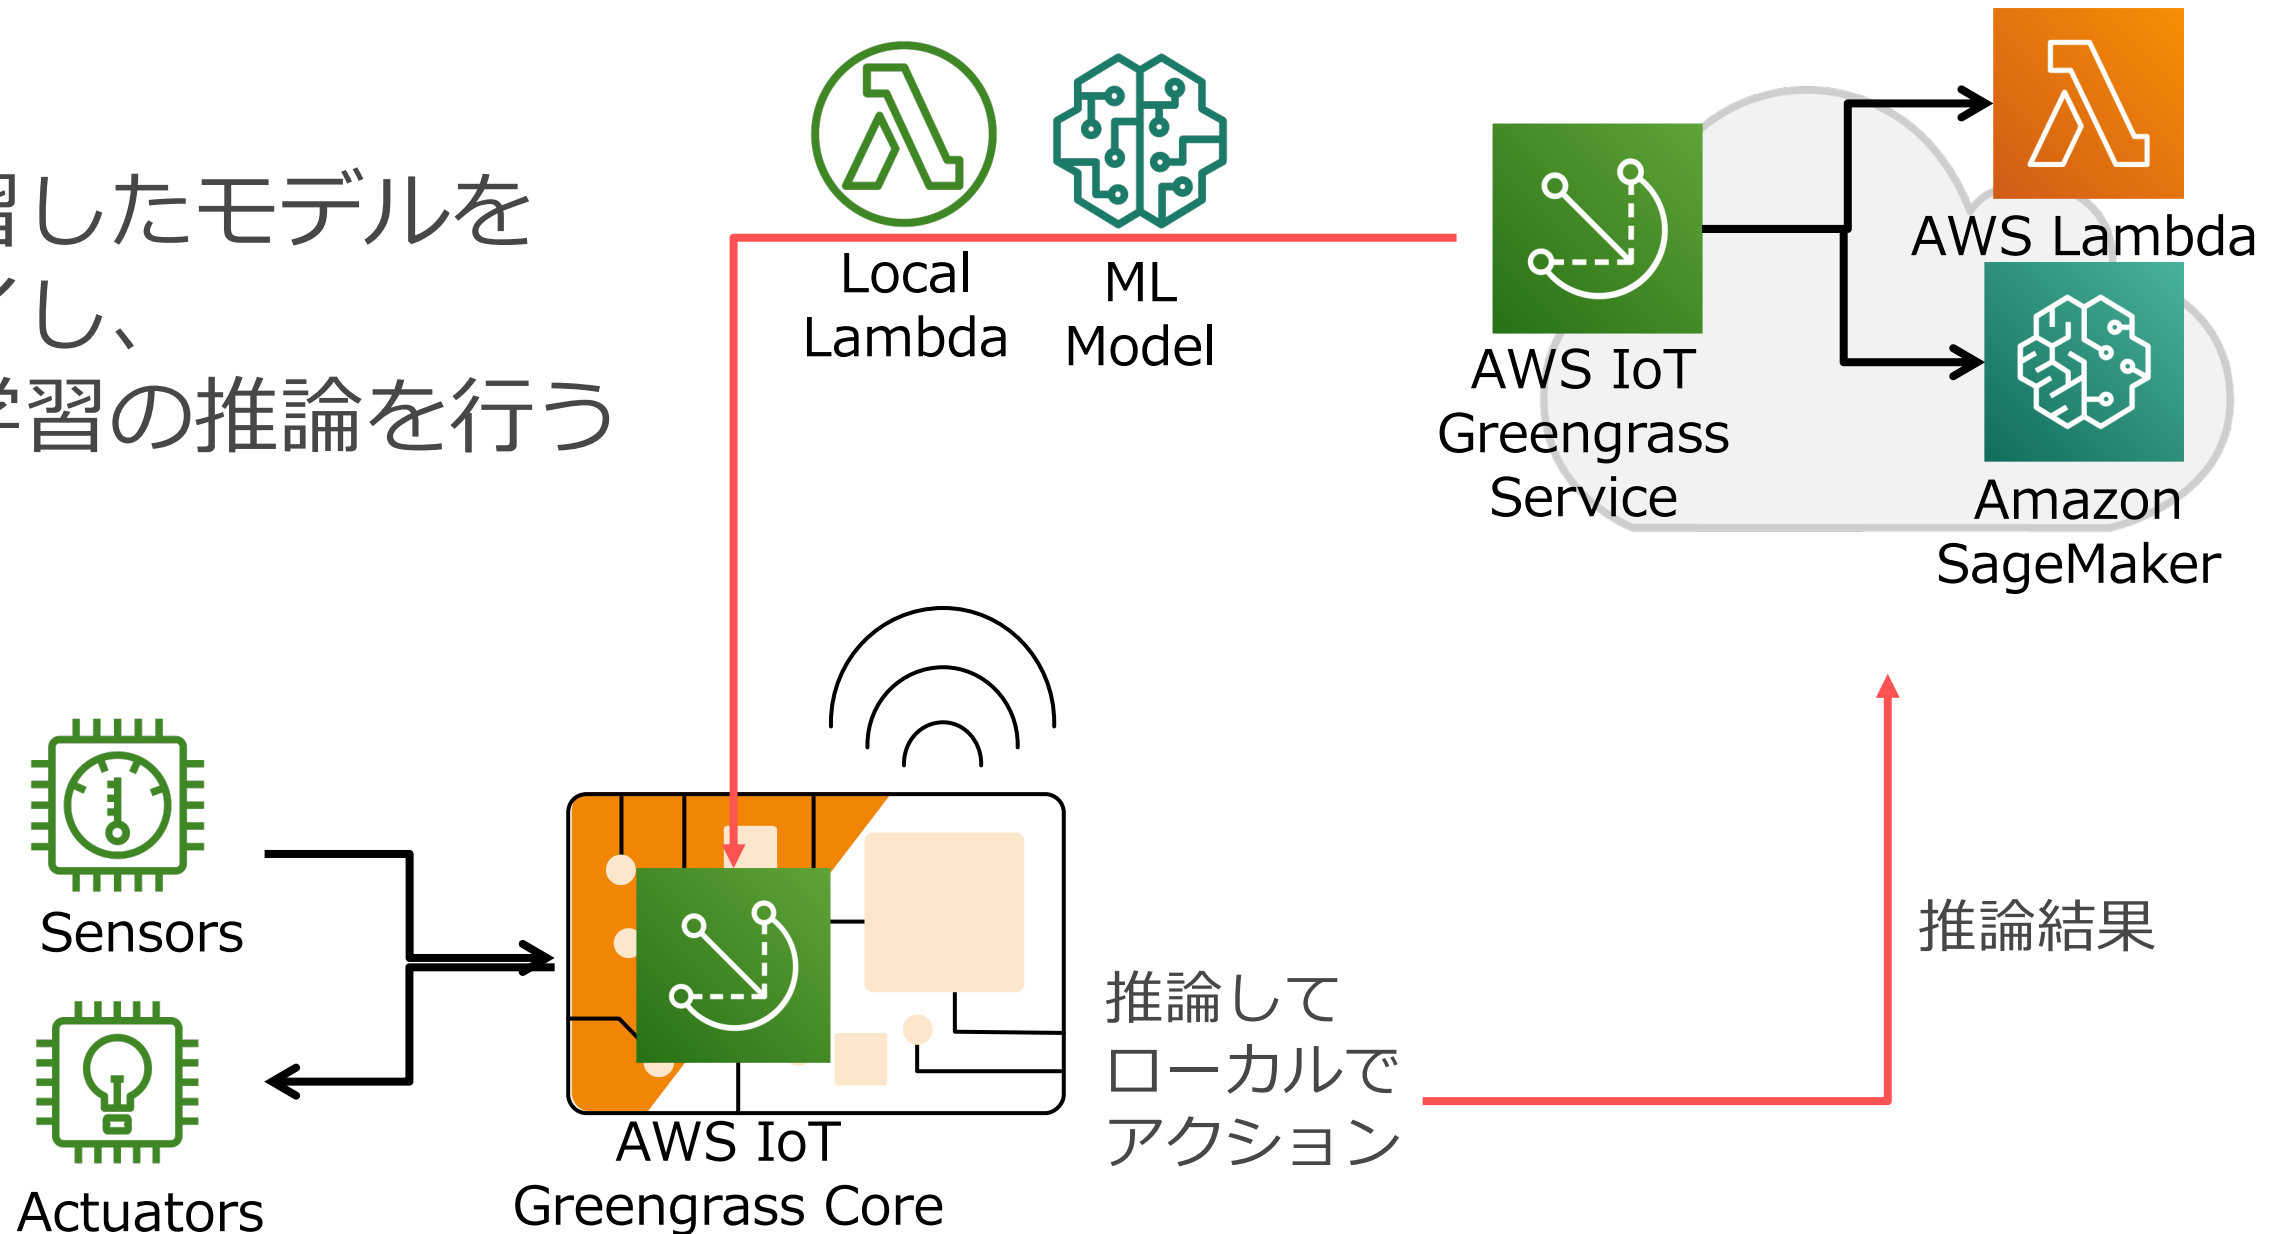 習したモデルを
イし、
学習の推論を行う
Local
Lambda
ML
Model
AWS IoT
Greengrass
Service
AWS Lambda
Amazon
SageMaker
Sensors
Actuators
AWS IoT
Greengrass Core
推論して
ローカルで
アクション
推論結果